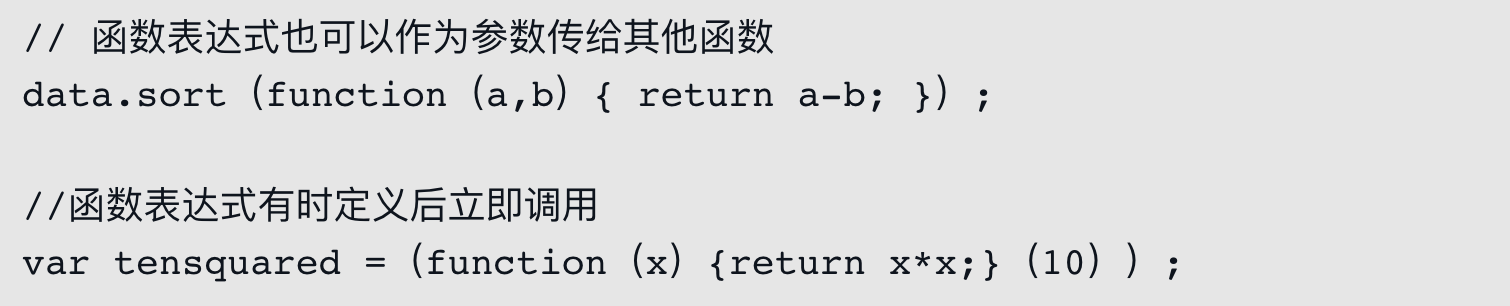 // 函数表达式也可以作为参数传给其他函数
data.sort (function (a,b) { return a-b; }) ;
//函数表达式有时定义后立即调用
var tensquared = (function (x) {return x*x;} (10) ) ;